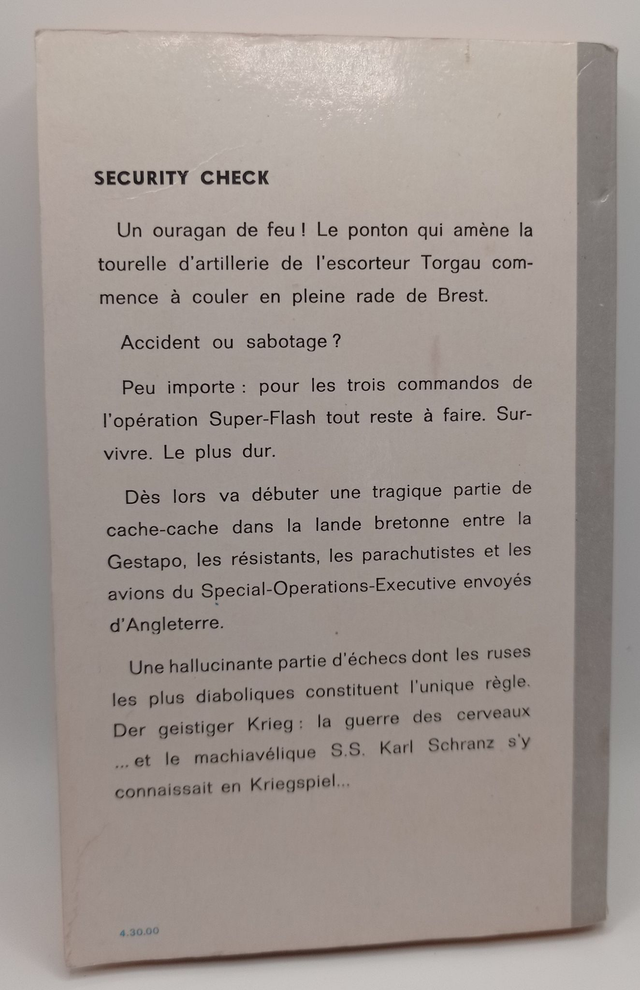 SECURITY CHECK
Un ouragan de feu ! Le ponton qui amène la
tourelle d'artillerie de l'escorteur Torgau com-
mence à couler en pleine rade de Brest.
Accident ou sabotage ?
Peu importe : pour les trois commandos de
l'opération Super-Flash tout reste à faire. Sur-
vivre. Le plus dur.
Dès lors va débuter une tragique partie de
cache-cache dans la lande bretonne entre la
Gestapo, les résistants, les parachutistes et les
avions du Special-Operations-Executive envoyés
d'Angleterre.
Une hallucinante partie d'échecs dont les ruses
les plus diaboliques constituent l'unique règle.
Der geistiger Krieg : la guerre des cerveaux
... et le machiavélique S.S. Karl Schranz s'y
connaissait en Kriegspiel...
4.30.00